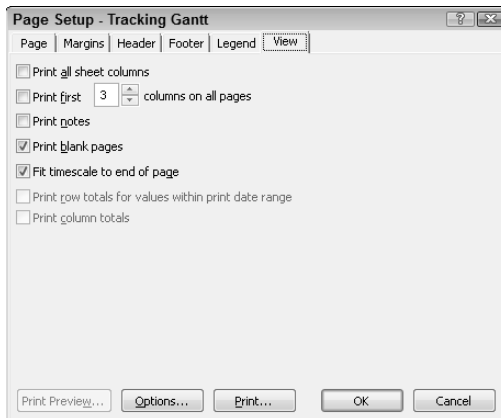 Page Setup - Tracking Gantt
Page Margins Header Footer Legend View
Print all sheet columns
Print first 3 columns on all pages
Print notes
Print blank pages
Fit timescale to end of page
Print row totals for values within print date range
Print column totals
Print Preview... Options... Print... OK Cancel